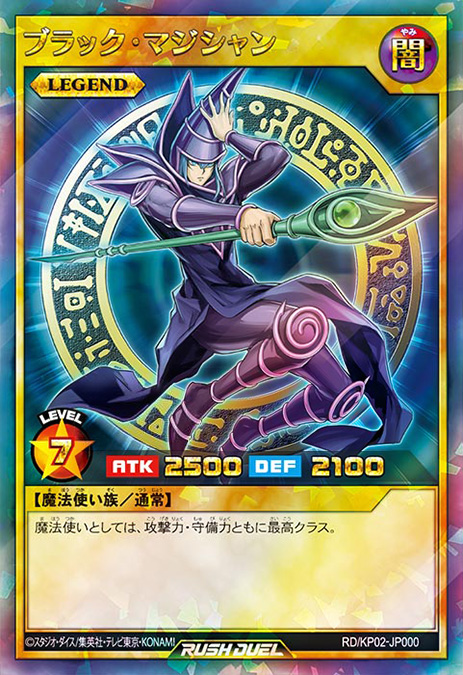 ブラック・マジシャン
やみ
闇
LEGEND
LEVEL
7
ATK 2500 DEF 2100
【魔法使い族／通常】
魔法使いとしては、攻撃力・守備力ともに最高クラス。
©スタジオ・ダイス/集英社・テレビ東京・KONAMI
RUSH DUEL
RD/KP02-JP000